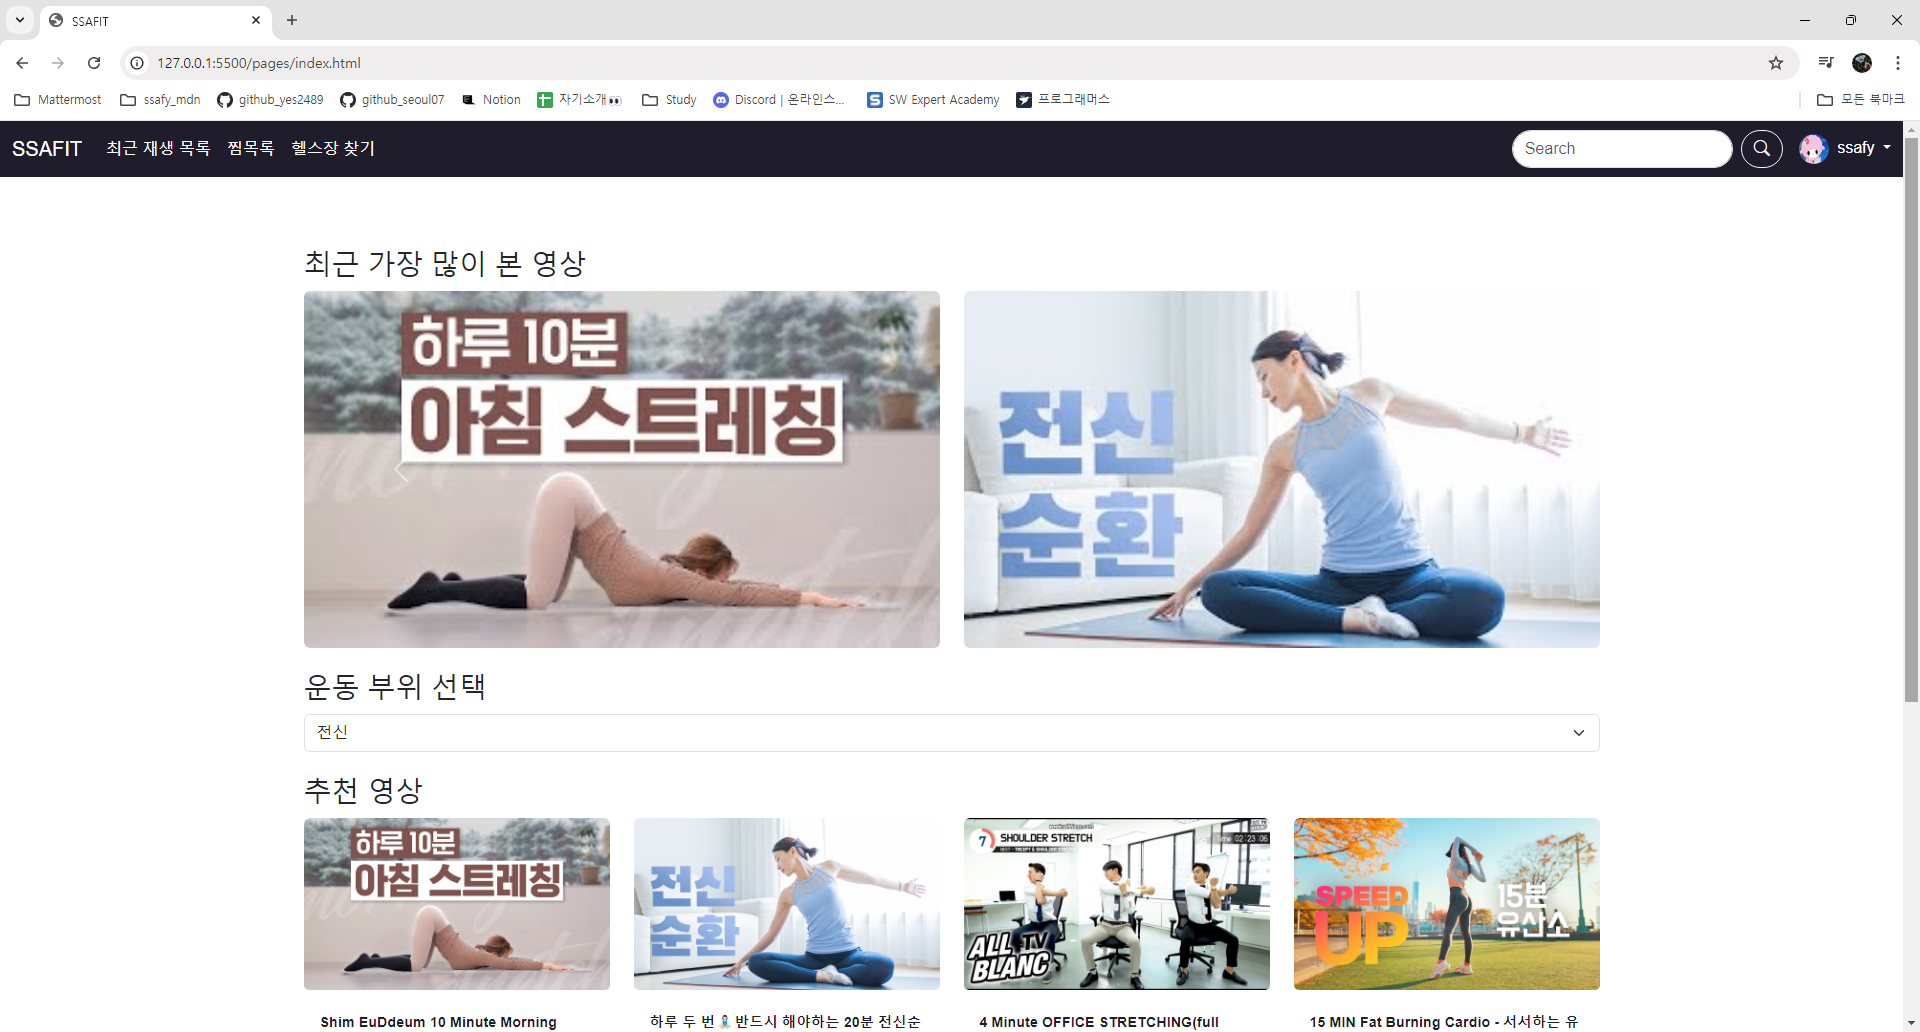 SSAFIT
127.0.0.1:5500/pages/index.html
Mattermost ssafy_mdn github_yes2489 github_seoul07 Notion 자기소개👀 Study Discord | 온라인스... SW Expert Academy 프로그래머스 모든 북마크
SSAFIT 최근 재생 목록 찜목록 헬스장 찾기 Search ssafy
최근 가장 많이 본 영상
하루 10분
아침 스트레칭
전신
순환
운동 부위 선택
전신
추천 영상
하루 10분
아침 스트레칭
전신
순환
7 SHOULDER STRETCH
Time 02:23:06
ALL TV
BLANC
SPEED
UP
15분
유산소
Shim EuDdeum 10 Minute Morning
하루 두 번🧘🏻‍♀️반드시 해야하는 20분 전신순
4 Minute OFFICE STRETCHING(full
15 MIN Fat Burning Cardio - 서서하는 유